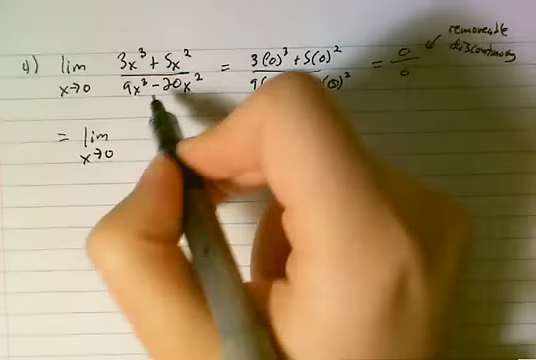 removeable
discontinuity
4) lim x→0 (3x³ + 5x²)/(9x³ - 20x²) = (3(0)³ + 5(0)²)/(9( (0)²) = 0/0
= lim x→0